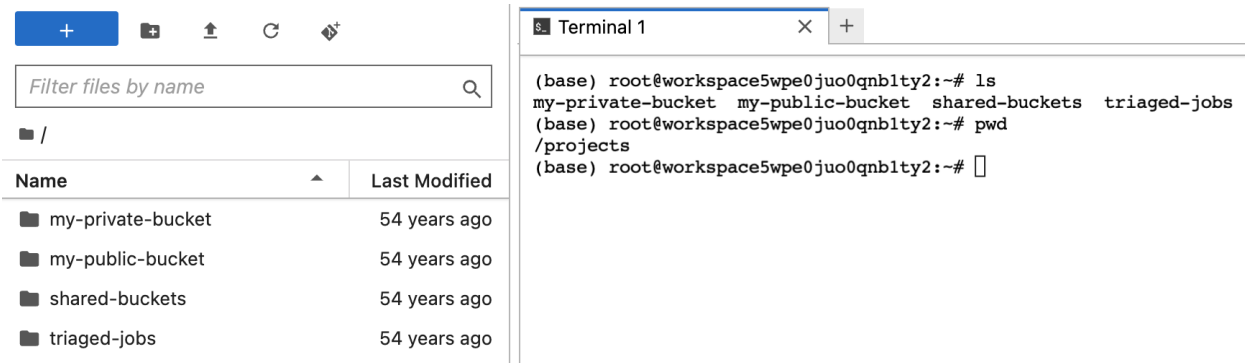 +
Filter files by name
/
Name Last Modified
my-private-bucket 54 years ago
my-public-bucket 54 years ago
shared-buckets 54 years ago
triaged-jobs 54 years ago
$_ Terminal 1 × +
(base) root@workspace5wpe0juo0qnb1ty2:~# ls
my-private-bucket  my-public-bucket  shared-buckets  triaged-jobs
(base) root@workspace5wpe0juo0qnb1ty2:~# pwd
/projects
(base) root@workspace5wpe0juo0qnb1ty2:~#